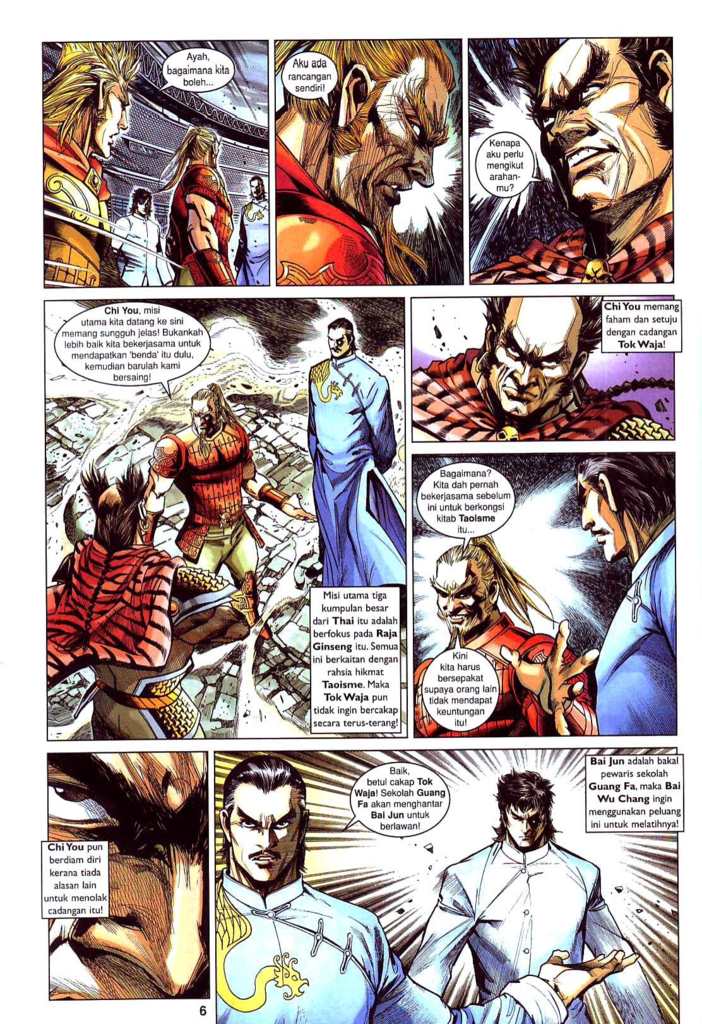 Ayah,
bagaimana kita
boleh...
Aku ada
rancangan
sendiri!
Kenapa
aku perlu
mengikut
arahan-
mu?
Chi You, misi
utama kita datang ke sini
memang sungguh jelas! Bukankah
lebih baik kita bekerjasama untuk
mendapatkan 'benda' itu dulu,
kemudian barulah kami
bersaing!
Misi utama tiga
kumpulan besar
dari Thai itu adalah
berfokus pada Raja
Ginseng itu. Semua
ini berkaitan dengan
rahsia hikmat
Taoisme. Maka
Tok Waja pun
tidak ingin bercakap
secara terus-terang!
Chi You memang
faham dan setuju
dengan cadangan
Tok Waja!
Bagaimana?
Kita dah pernah
bekerjasama sebelum
ini untuk berkongsi
kitab Taoisme
itu...
Kini
kita harus
bersepakat
supaya orang lain
tidak mendapat
keuntungan
itu!
Chi You pun
berdiam diri
kerana tiada
alasan lain
untuk menolak
cadangan itu!
Baik,
betul cakap Tok
Waja! Sekolah Guang
Fa akan menghantar
Bai Jun untuk
berlawan!
Bai Jun adalah bakal
pewaris sekolah
Guang Fa, maka Bai
Wu Chang ingin
menggunakan peluang
ini untuk melatihnya!
6